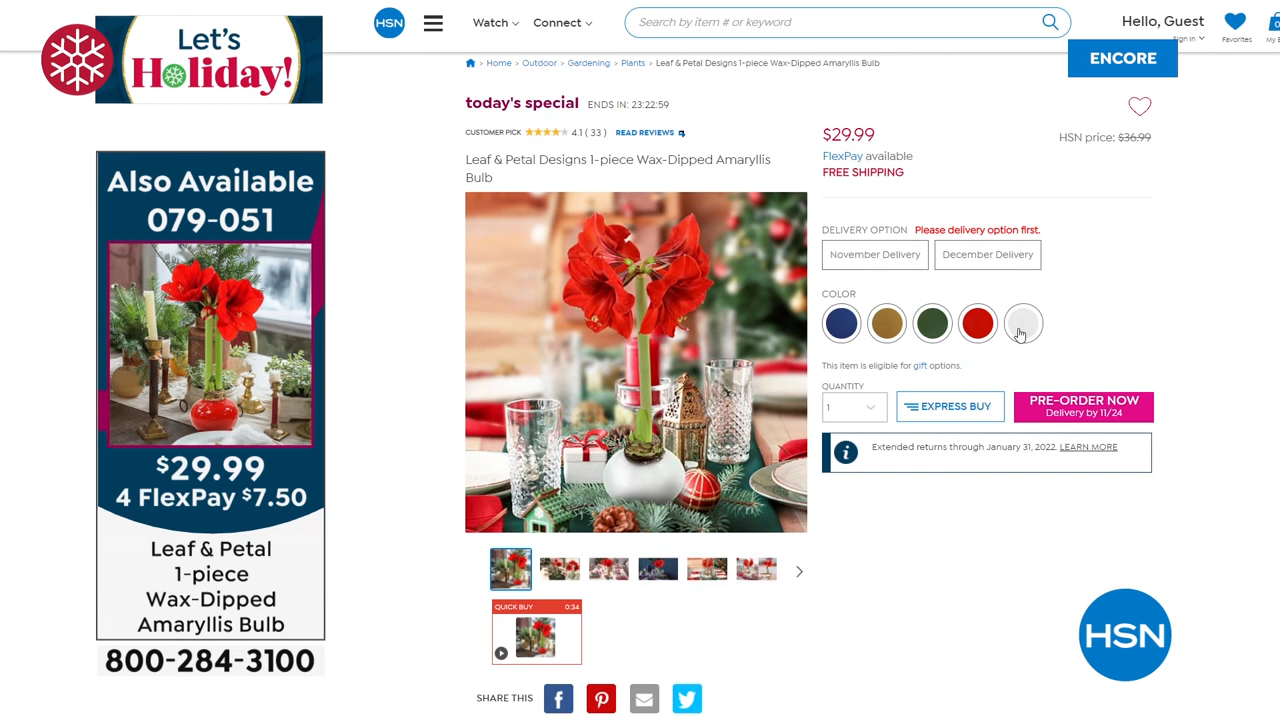 Let's
Holiday!
Also Available
079-051
$29.99
4 FlexPay $7.50
Leaf & Petal
1-piece
Wax-Dipped
Amaryllis Bulb
800-284-3100
HSN
Watch
Connect
Search by item # or keyword
Hello, Guest
Sign In
Favorites
0
ENCORE
> Home > Outdoor > Gardening > Plants > Leaf & Petal Designs 1-piece Wax-Dipped Amaryllis Bulb
today's special ENDS IN: 23:22:59
CUSTOMER PICK 4.1 ( 33 ) READ REVIEWS
Leaf & Petal Designs 1-piece Wax-Dipped Amaryllis
Bulb
$29.99
HSN price: $36.99
FlexPay available
FREE SHIPPING
DELIVERY OPTION Please delivery option first.
November Delivery
December Delivery
COLOR
This item is eligible for gift options.
QUANTITY
1
EXPRESS BUY
PRE-ORDER NOW
Delivery by 11/24
i
Extended returns through January 31, 2022. LEARN MORE
QUICK BUY 0:34
SHARE THIS
HSN